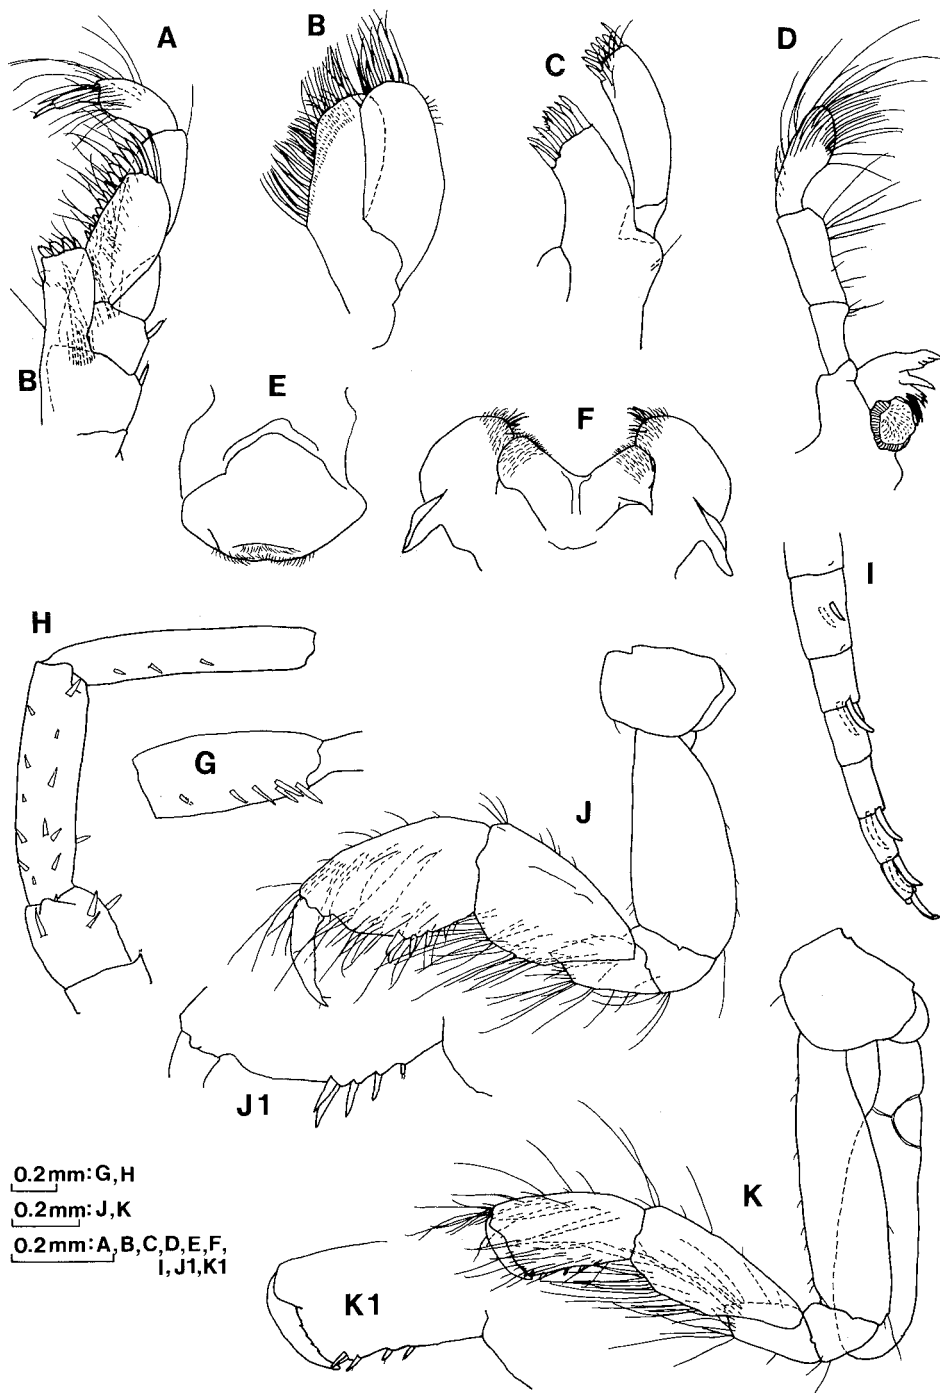 A
B
C
D
B
E
F
I
H
G
J
J1
0.2mm:G,H
0.2mm:J,K
0.2mm:A,B,C,D,E,F,
I,J1,K1
K
K1